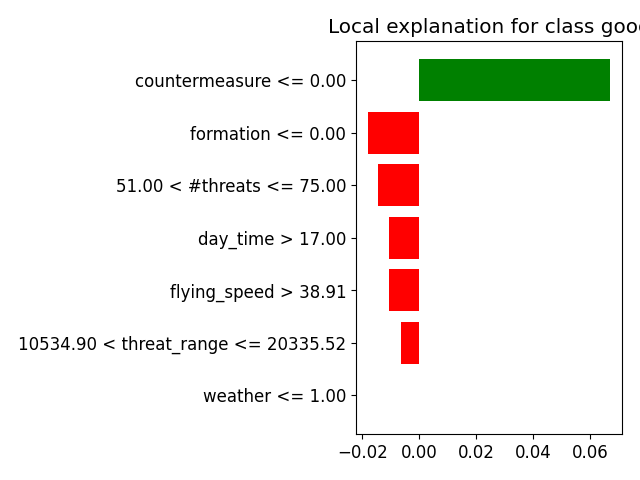 Local explanation for class goo
countermeasure <= 0.00
formation <= 0.00
51.00 < #threats <= 75.00
day_time > 17.00
flying_speed > 38.91
10534.90 < threat_range <= 20335.52
weather <= 1.00
−0.02 0.00 0.02 0.04 0.06